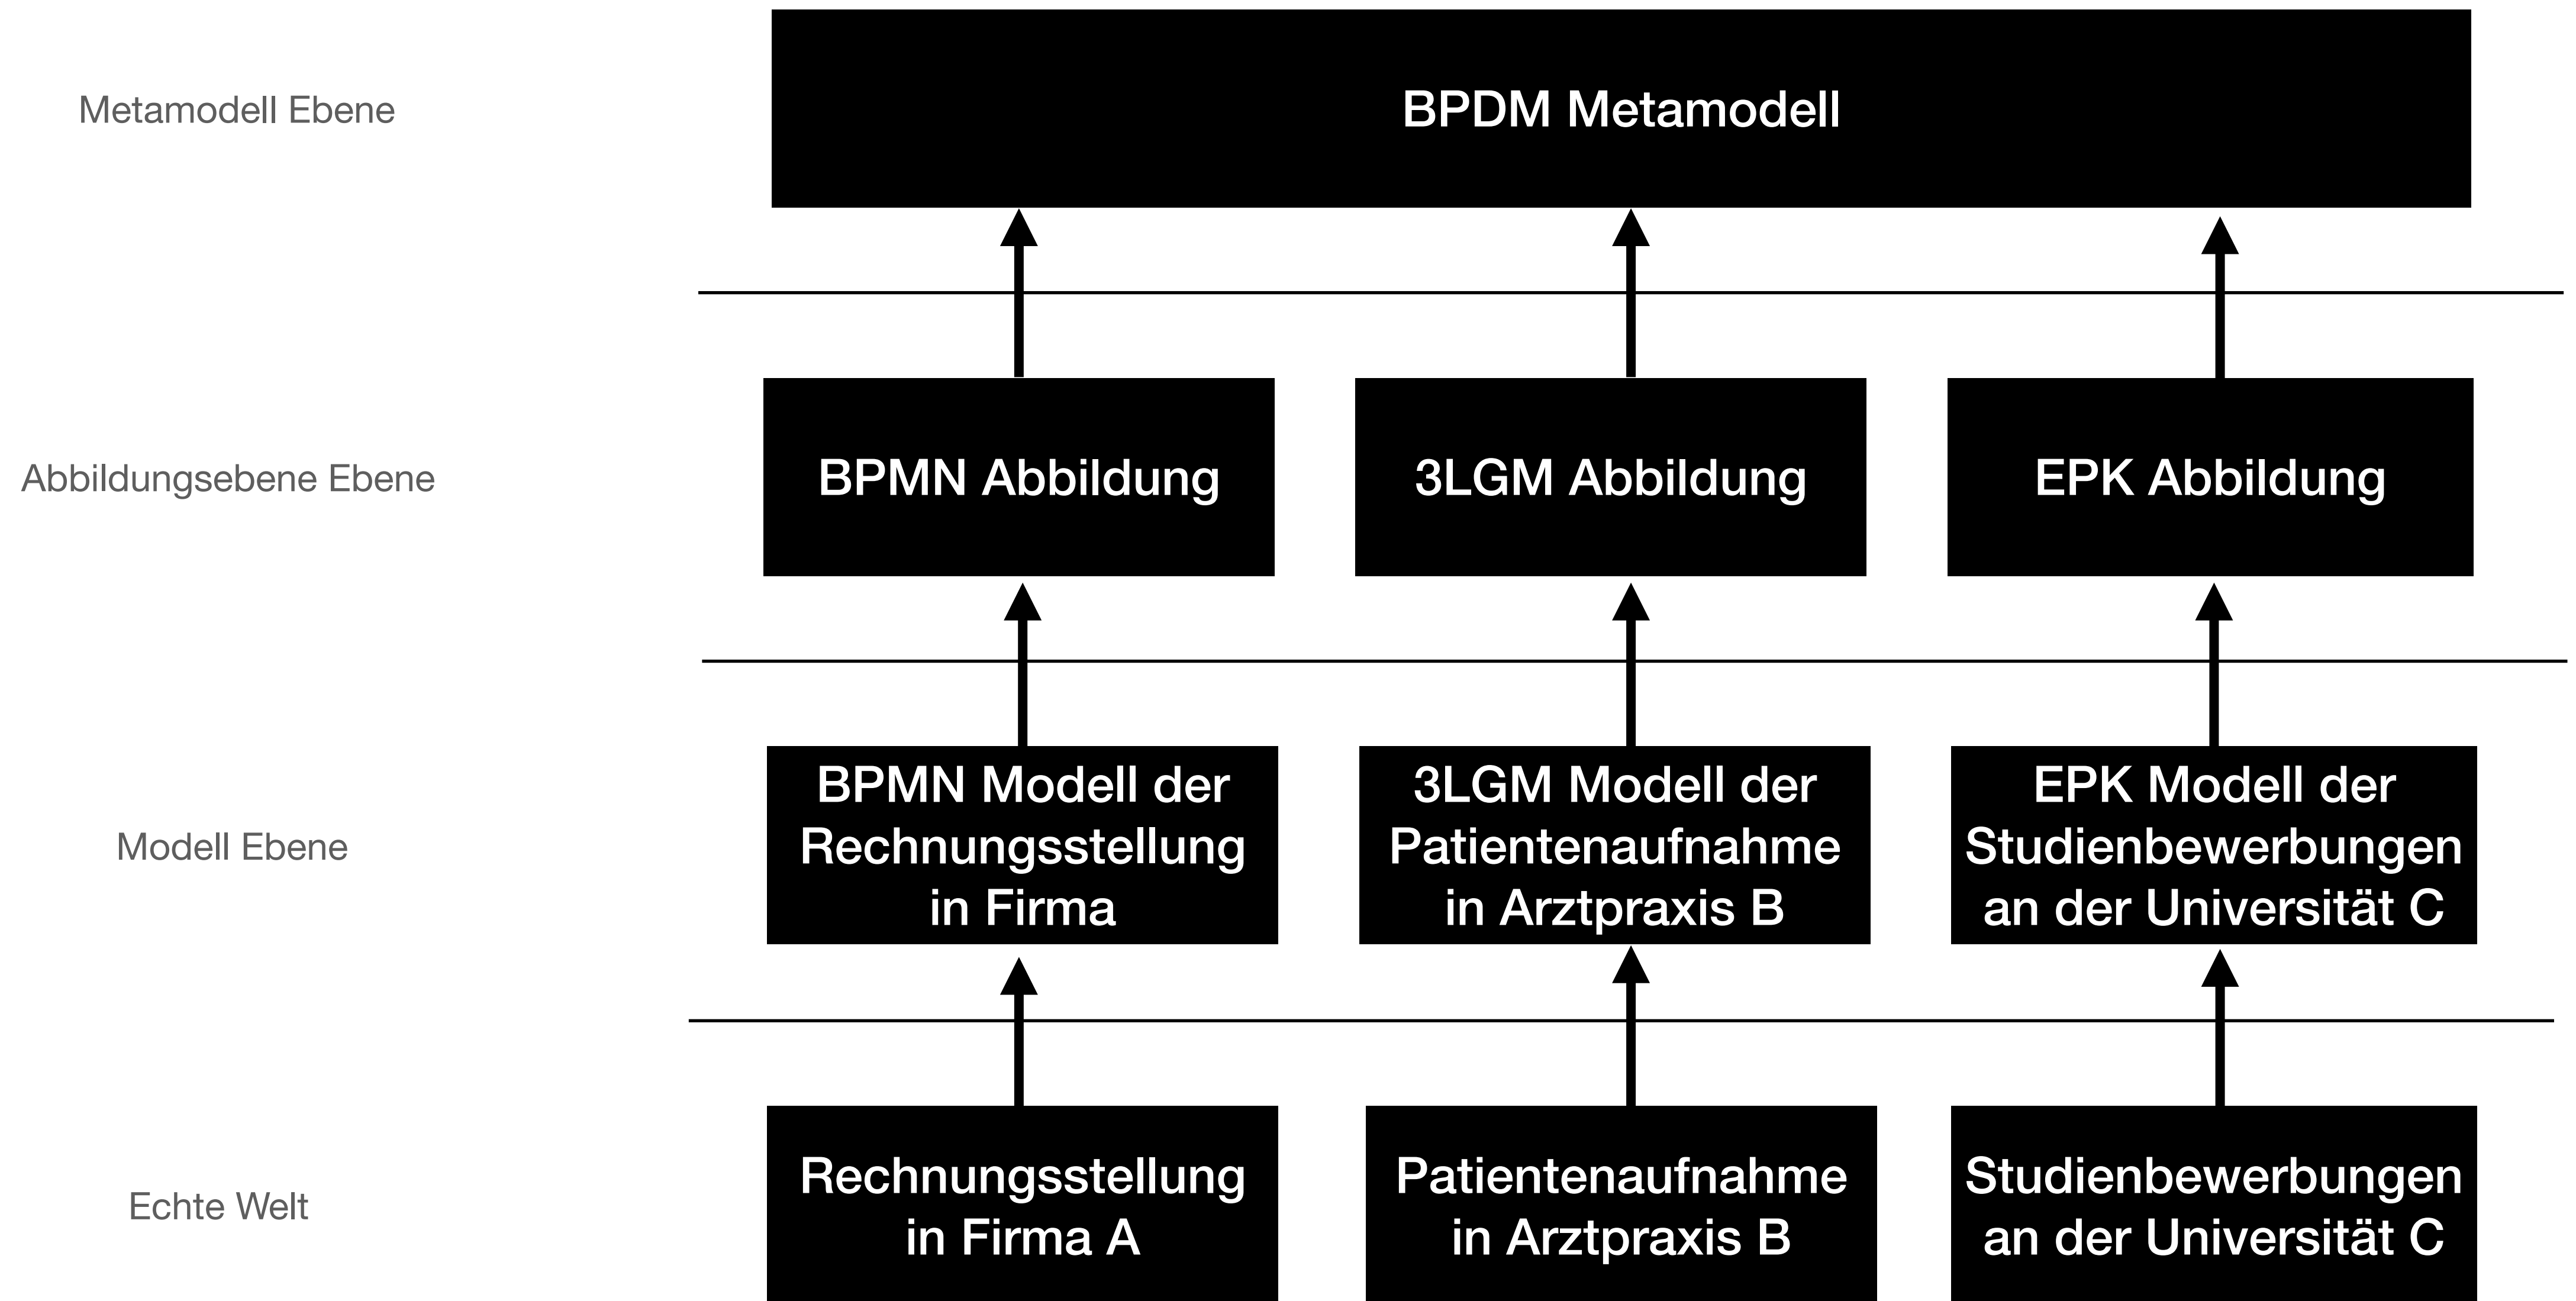 Metamodell Ebene
BPDM Metamodell
Abbildungsebene Ebene
BPMN Abbildung
3LGM Abbildung
EPK Abbildung
Modell Ebene
BPMN Modell der
Rechnungsstellung
in Firma
3LGM Modell der
Patientenaufnahme
in Arztpraxis B
EPK Modell der
Studienbewerbungen
an der Universität C
Echte Welt
Rechnungsstellung
in Firma A
Patientenaufnahme
in Arztpraxis B
Studienbewerbungen
an der Universität C